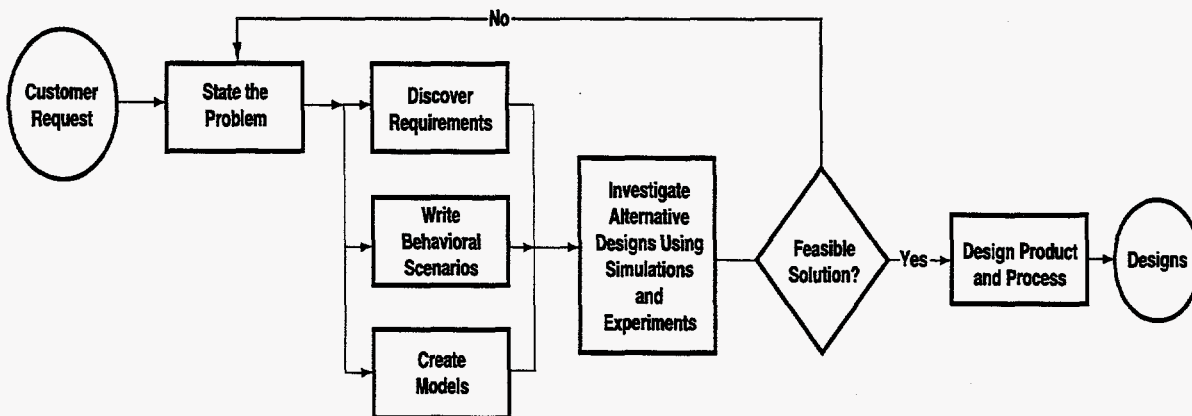 No
Customer
Request
State the
Problem
Discover
Requirements
Write
Behavioral
Scenarios
Create
Models
Investigate
Alternative
Designs Using
Simulations
and
Experiments
Feasible
Solution?
Yes
Design Product
and Process
Designs